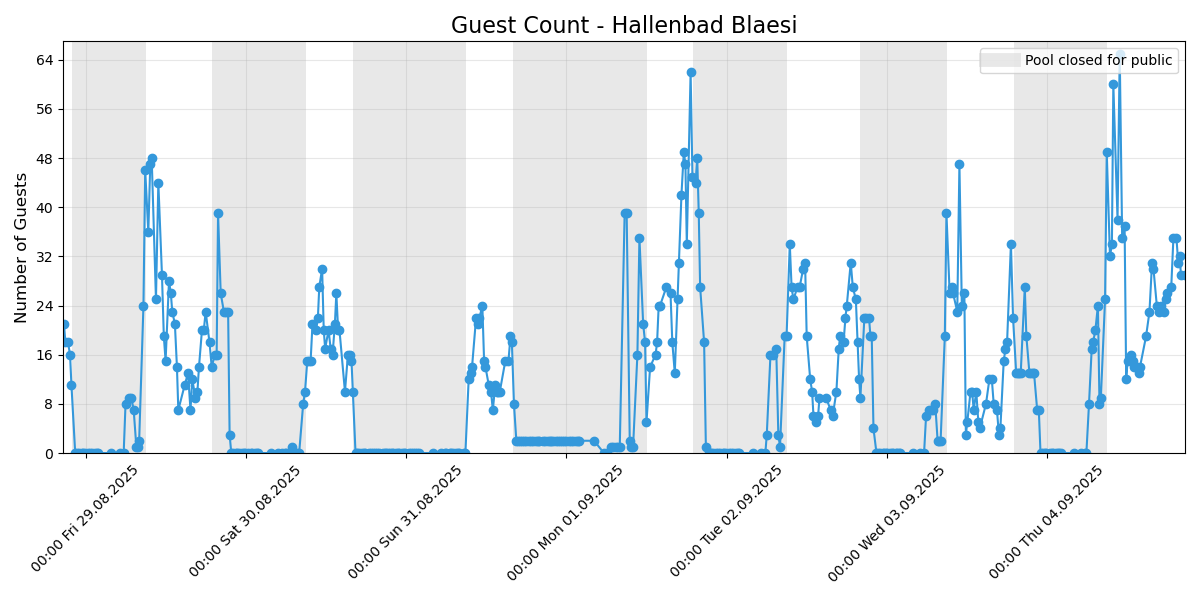 Guest Count - Hallenbad Blaesi
Pool closed for public
Number of Guests
64
56
48
40
32
24
16
8
0
00:00 Fri 29.08.2025
00:00 Sat 30.08.2025
00:00 Sun 31.08.2025
00:00 Mon 01.09.2025
00:00 Tue 02.09.2025
00:00 Wed 03.09.2025
00:00 Thu 04.09.2025